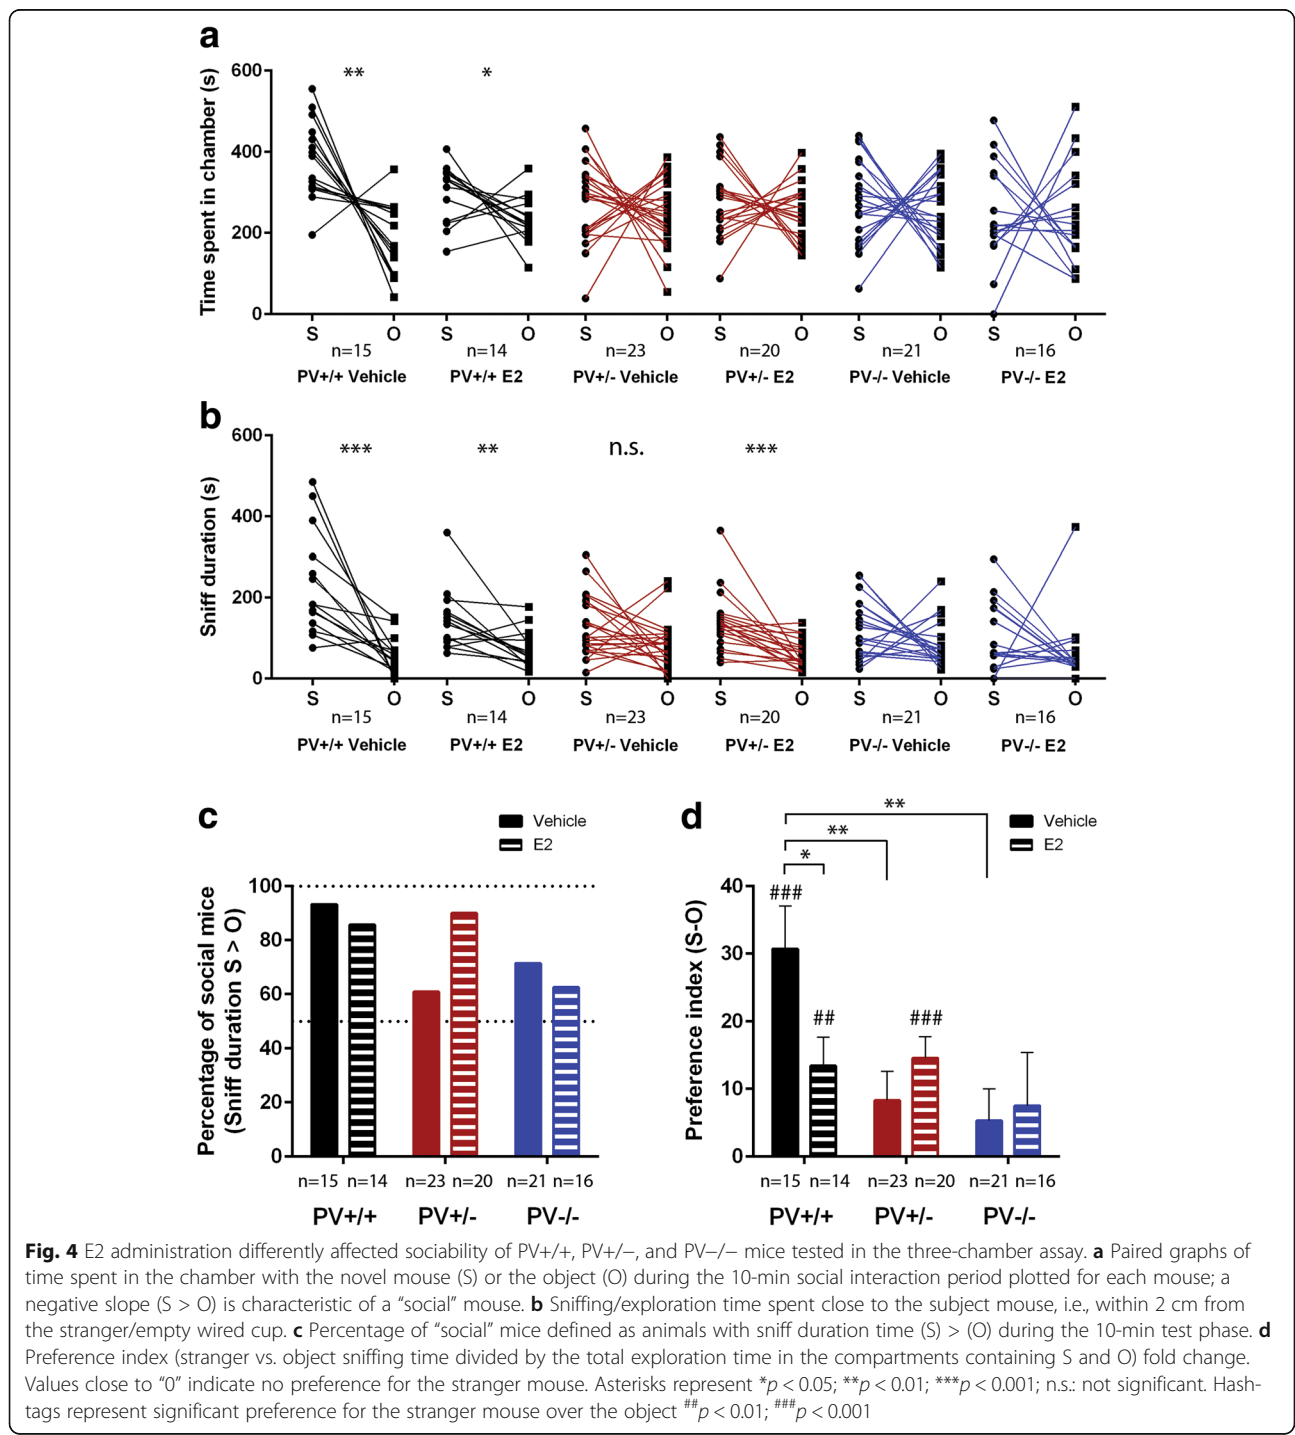 a
Time spent in chamber (s)
600
400
200
0
** *
S O S O S O S O S O S O
n=15 n=14 n=23 n=20 n=21 n=16
PV+/+ Vehicle PV+/+ E2 PV+/- Vehicle PV+/- E2 PV-/- Vehicle PV-/- E2
b
Sniff duration (s)
600
400
200
0
*** ** n.s. ***
S O S O S O S O S O S O
n=15 n=14 n=23 n=20 n=21 n=16
PV+/+ Vehicle PV+/+ E2 PV+/- Vehicle PV+/- E2 PV-/- Vehicle PV-/- E2
c
Vehicle
E2
Percentage of social mice
(Sniff duration S > O)
100
80
60
40
20
0
n=15 n=14 n=23 n=20 n=21 n=16
PV+/+ PV+/- PV-/-
d
Vehicle
E2
**
**
*
Preference index (S-O)
40
30
20
10
0
###
## ###
n=15 n=14 n=23 n=20 n=21 n=16
PV+/+ PV+/- PV-/-
Fig. 4 E2 administration differently affected sociability of PV+/+, PV+/−, and PV−/− mice tested in the three-chamber assay. a Paired graphs of
time spent in the chamber with the novel mouse (S) or the object (O) during the 10-min social interaction period plotted for each mouse; a
negative slope (S > O) is characteristic of a “social” mouse. b Sniffing/exploration time spent close to the subject mouse, i.e., within 2 cm from
the stranger/empty wired cup. c Percentage of “social” mice defined as animals with sniff duration time (S) > (O) during the 10-min test phase. d
Preference index (stranger vs. object sniffing time divided by the total exploration time in the compartments containing S and O) fold change.
Values close to “0” indicate no preference for the stranger mouse. Asterisks represent *p < 0.05; **p < 0.01; ***p < 0.001; n.s.: not significant. Hash-
tags represent significant preference for the stranger mouse over the object ##p < 0.01; ###p < 0.001